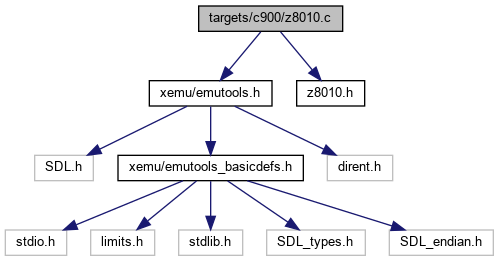 targets/c900/z8010.c
xemu/emutools.h
z8010.h
SDL.h
xemu/emutools_basicdefs.h
dirent.h
stdio.h
limits.h
stdlib.h
SDL_types.h
SDL_endian.h